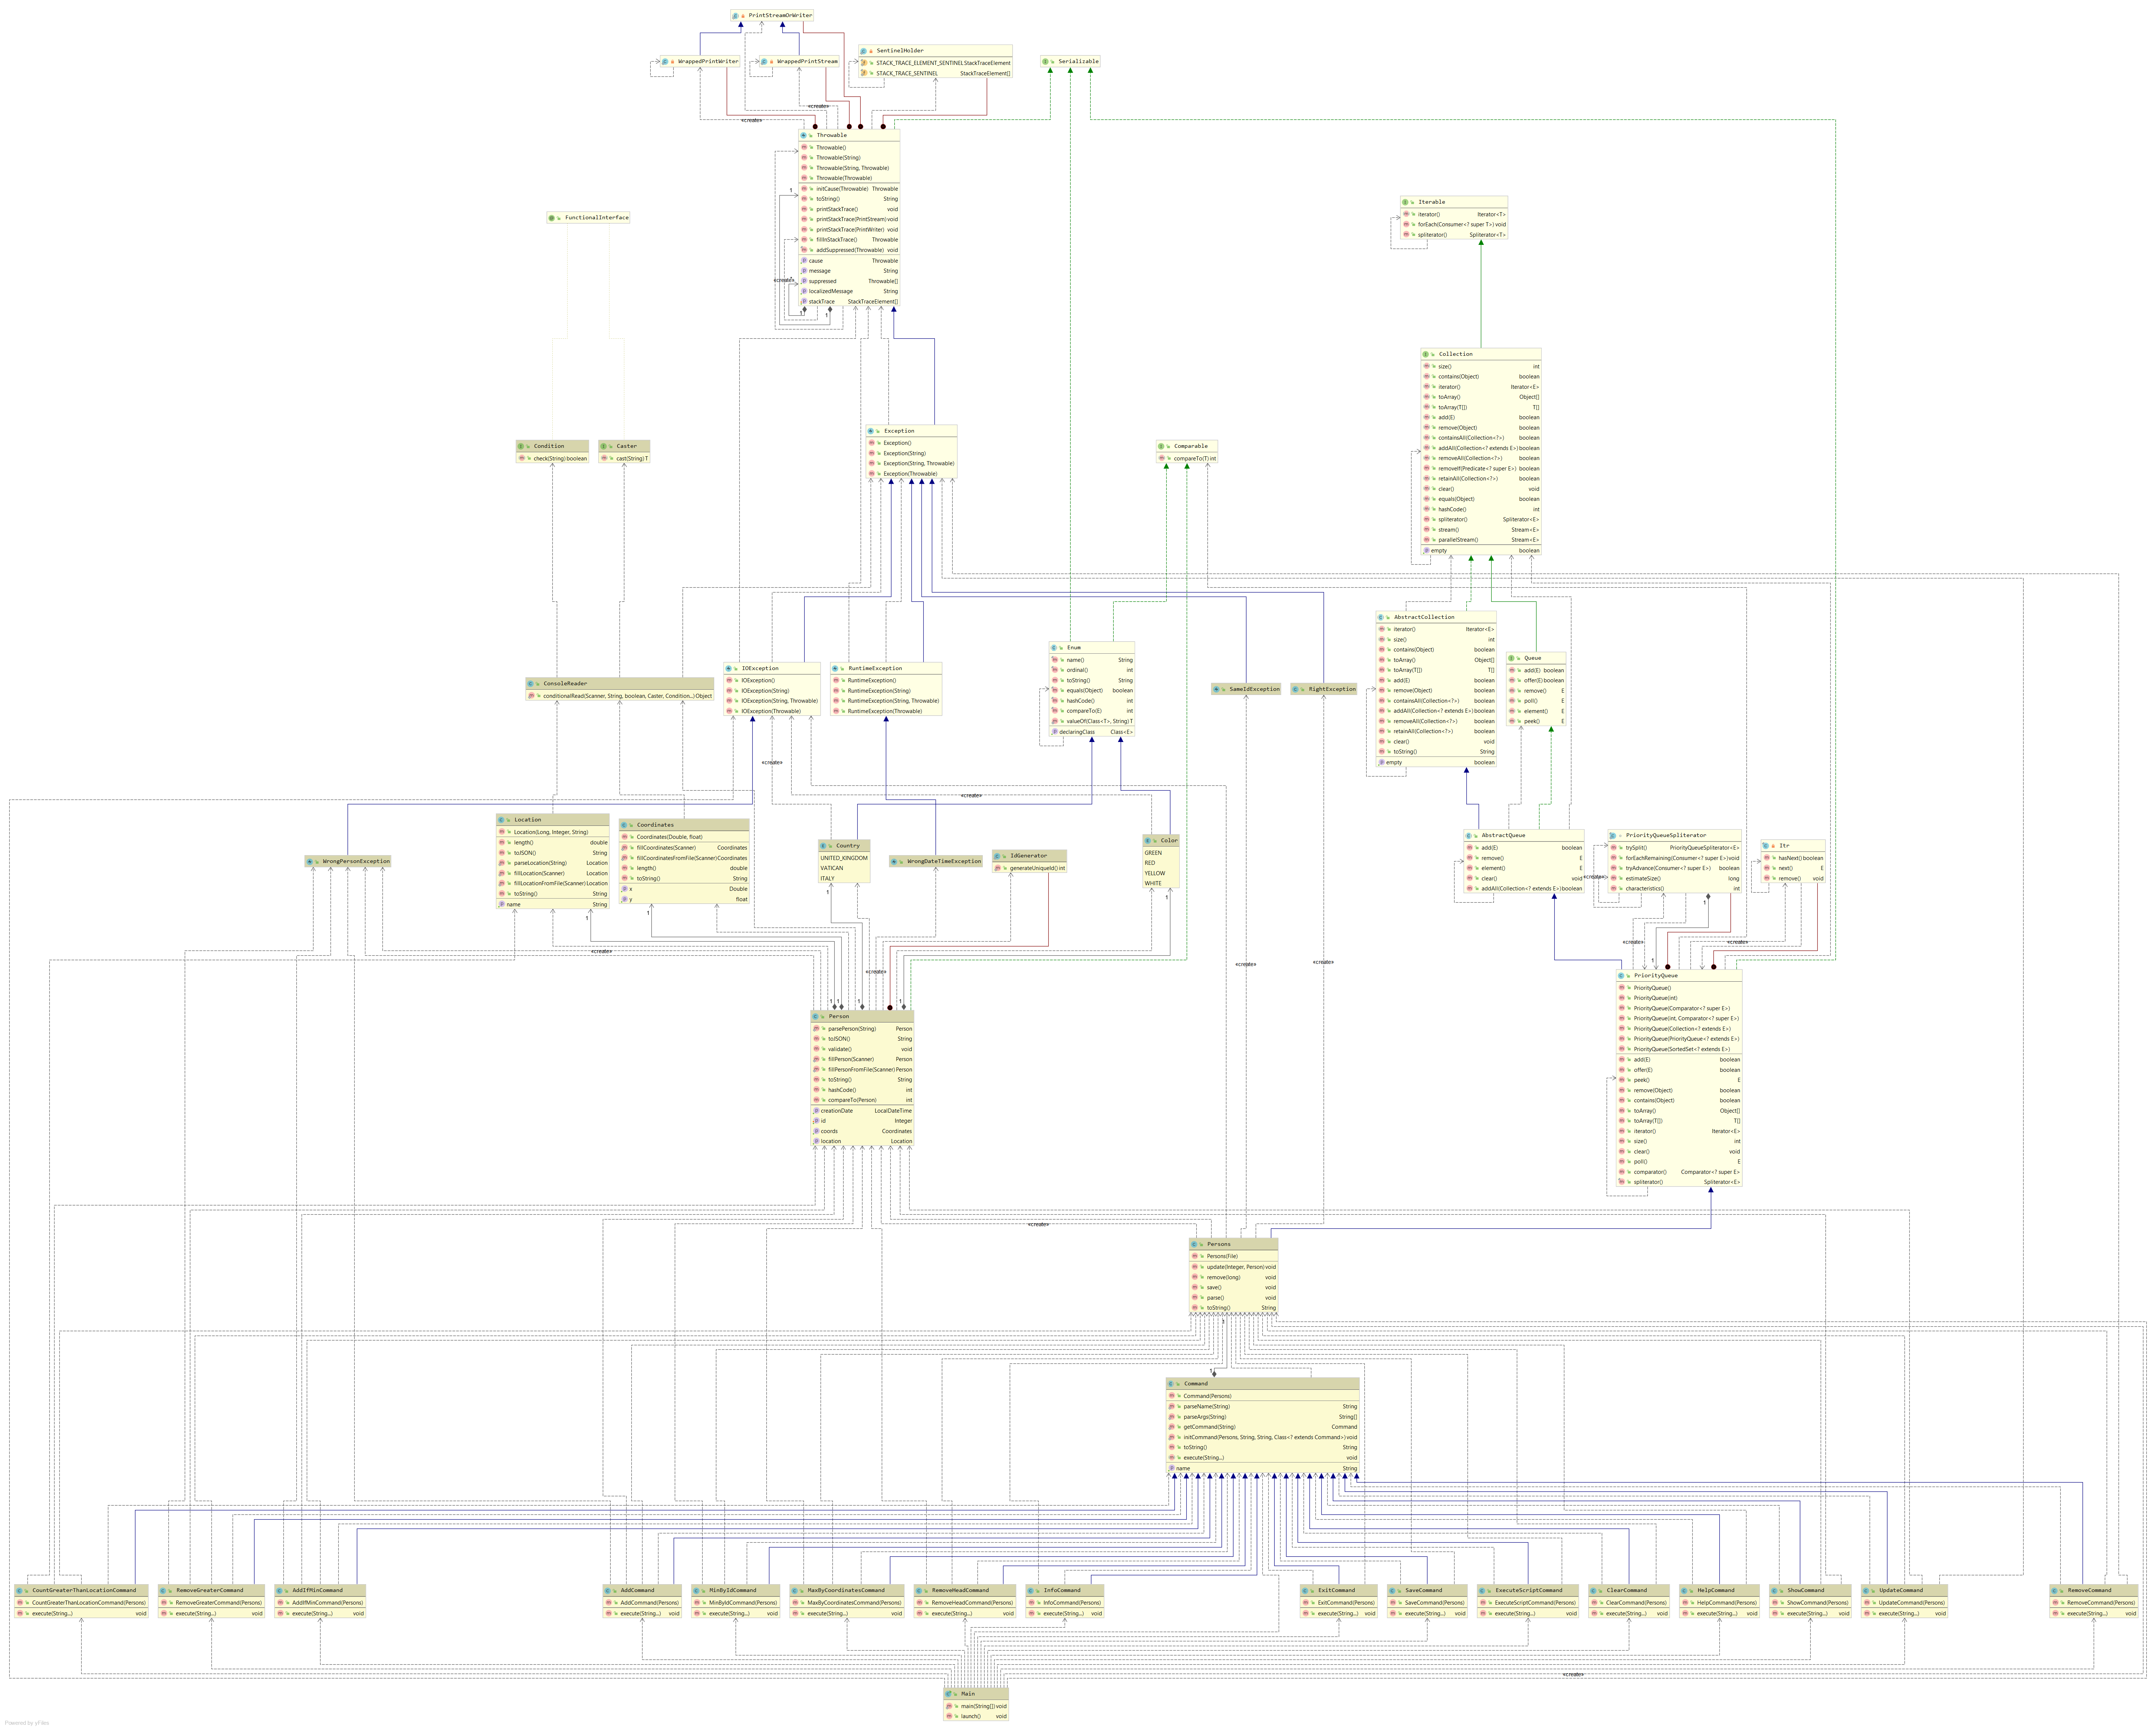 PrintStreamOrWriter
WrappedPrintWriter
WrappedPrintStream
SentinelHolder
STACK_TRACE_ELEMENT_SENTINEL StackTraceElement
STACK_TRACE_SENTINEL StackTraceElement[]
Serializable
«create»
«create»
Throwable
Throwable()
Throwable(String)
Throwable(String, Throwable)
Throwable(Throwable)
initCause(Throwable) Throwable
toString() String
printStackTrace() void
printStackTrace(PrintStream) void
printStackTrace(PrintWriter) void
fillInStackTrace() Throwable
addSuppressed(Throwable) void
cause Throwable
message String
suppressed Throwable[]
localizedMessage String
stackTrace StackTraceElement[]
1
«create»
*
1
1
FunctionalInterface
Iterable
iterator() Iterator<T>
forEach(Consumer<? super T>) void
spliterator() Spliterator<T>
Collection
size() int
contains(Object) boolean
iterator() Iterator<E>
toArray() Object[]
toArray(T[]) T[]
add(E) boolean
remove(Object) boolean
containsAll(Collection<?>) boolean
addAll(Collection<? extends E>) boolean
removeAll(Collection<?>) boolean
removeIf(Predicate<? super E>) boolean
retainAll(Collection<?>) boolean
clear() void
equals(Object) boolean
hashCode() int
spliterator() Spliterator<E>
stream() Stream<E>
parallelStream() Stream<E>
empty boolean
Condition
check(String) boolean
Caster
cast(String) T
Exception
Exception()
Exception(String)
Exception(String, Throwable)
Exception(Throwable)
Comparable
compareTo(T) int
ConsoleReader
conditionalRead(Scanner, String, boolean, Caster, Condition...) Object
IOException
IOException()
IOException(String)
IOException(String, Throwable)
IOException(Throwable)
RuntimeException
RuntimeException()
RuntimeException(String)
RuntimeException(String, Throwable)
RuntimeException(Throwable)
Enum
name() String
ordinal() int
toString() String
equals(Object) boolean
hashCode() int
compareTo(E) int
valueOf(Class<T>, String) T
declaringClass Class<E>
SameIdException
RightException
AbstractCollection
iterator() Iterator<E>
size() int
contains(Object) boolean
toArray() Object[]
toArray(T[]) T[]
add(E) boolean
remove(Object) boolean
containsAll(Collection<?>) boolean
addAll(Collection<? extends E>) boolean
removeAll(Collection<?>) boolean
retainAll(Collection<?>) boolean
clear() void
toString() String
empty boolean
Queue
add(E) boolean
offer(E) boolean
remove() E
poll() E
element() E
peek() E
«create»
«create»
WrongPersonException
Location
Location(Long, Integer, String)
length() double
toJSON() String
parseLocation(String) Location
fillLocation(Scanner) Location
fillLocationFromFile(Scanner) Location
toString() String
name String
Coordinates
Coordinates(Double, float)
fillCoordinates(Scanner) Coordinates
fillCoordinatesFromFile(Scanner) Coordinates
length() double
toString() String
x Double
y float
Country
UNITED_KINGDOM
VATICAN
ITALY
WrongDateTimeException
IdGenerator
generateUniqueId() int
Color
GREEN
RED
YELLOW
WHITE
AbstractQueue
add(E) boolean
remove() E
element() E
clear() void
addAll(Collection<? extends E>) boolean
PriorityQueueSpliterator
trySplit() PriorityQueueSpliterator<E>
forEachRemaining(Consumer<? super E>) void
tryAdvance(Consumer<? super E>) boolean
estimateSize() long
characteristics() int
«create»
Itr
hasNext() boolean
next() E
remove() void
1
1
1
1
1
«create»
«create»
«create»
«create»
«create»
«create»
1
1
1
1
1
Person
parsePerson(String) Person
toJSON() String
validate() void
fillPerson(Scanner) Person
fillPersonFromFile(Scanner) Person
toString() String
hashCode() int
compareTo(Person) int
creationDate LocalDateTime
id Integer
coords Coordinates
location Location
PriorityQueue
PriorityQueue()
PriorityQueue(int)
PriorityQueue(Comparator<? super E>)
PriorityQueue(int, Comparator<? super E>)
PriorityQueue(Collection<? extends E>)
PriorityQueue(PriorityQueue<? extends E>)
PriorityQueue(SortedSet<? extends E>)
add(E) boolean
offer(E) boolean
peek() E
remove(Object) boolean
contains(Object) boolean
toArray() Object[]
toArray(T[]) T[]
iterator() Iterator<E>
size() int
clear() void
poll() E
comparator() Comparator<? super E>
spliterator() Spliterator<E>
«create»
Persons
Persons(File)
update(Integer, Person) void
remove(long) void
save() void
parse() void
toString() String
1
1
Command
Command(Persons)
parseName(String) String
parseArgs(String) String[]
getCommand(String) Command
initCommand(Persons, String, String, Class<? extends Command>) void
toString() String
execute(String...) void
name String
CountGreaterThanLocationCommand
CountGreaterThanLocationCommand(Persons)
execute(String...) void
RemoveGreaterCommand
RemoveGreaterCommand(Persons)
execute(String...) void
AddIfMinCommand
AddIfMinCommand(Persons)
execute(String...) void
AddCommand
AddCommand(Persons)
execute(String...) void
MinByIdCommand
MinByIdCommand(Persons)
execute(String...) void
MaxByCoordinatesCommand
MaxByCoordinatesCommand(Persons)
execute(String...) void
RemoveHeadCommand
RemoveHeadCommand(Persons)
execute(String...) void
InfoCommand
InfoCommand(Persons)
execute(String...) void
ExitCommand
ExitCommand(Persons)
execute(String...) void
SaveCommand
SaveCommand(Persons)
execute(String...) void
ExecuteScriptCommand
ExecuteScriptCommand(Persons)
execute(String...) void
ClearCommand
ClearCommand(Persons)
execute(String...) void
HelpCommand
HelpCommand(Persons)
execute(String...) void
ShowCommand
ShowCommand(Persons)
execute(String...) void
UpdateCommand
UpdateCommand(Persons)
execute(String...) void
RemoveCommand
RemoveCommand(Persons)
execute(String...) void
«create»
Main
main(String[]) void
launch() void
Powered by yFiles